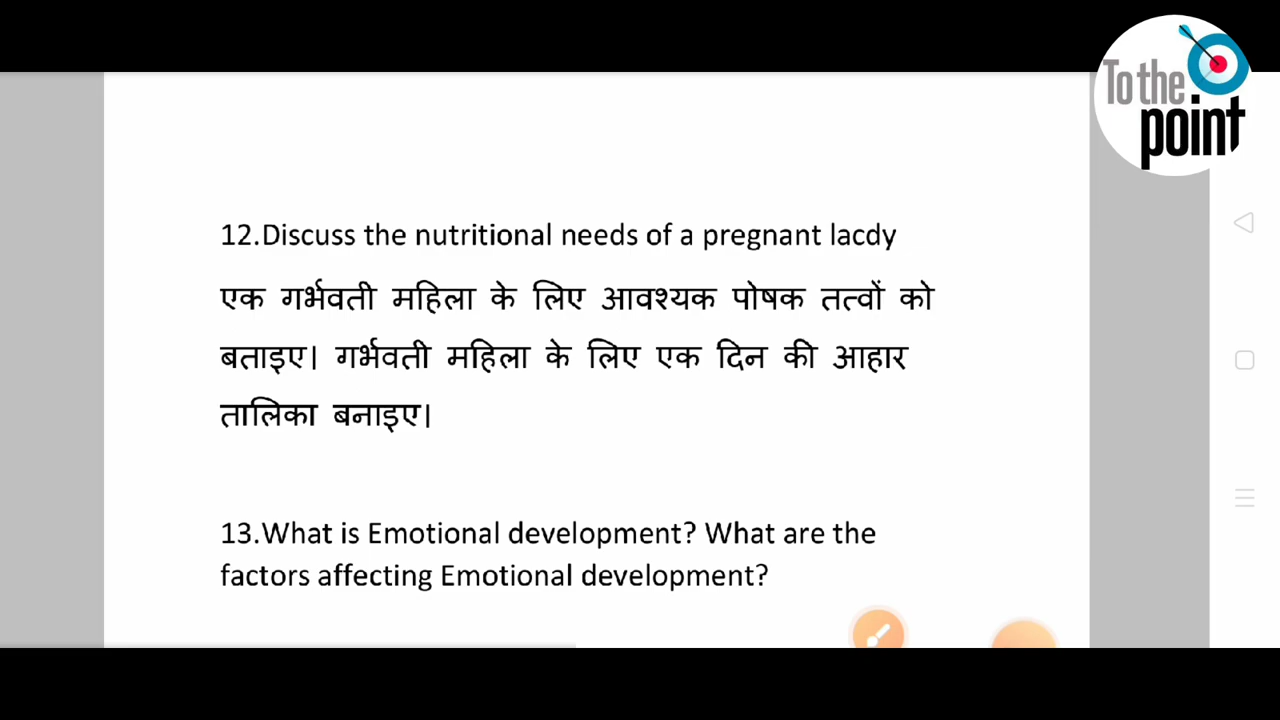 To the
point
12.Discuss the nutritional needs of a pregnant lacdy
एक गर्भवती महिला के लिए आवश्यक पोषक तत्वों को
बताइए। गर्भवती महिला के लिए एक दिन की आहार
तालिका बनाइए।
13.What is Emotional development? What are the
factors affecting Emotional development?